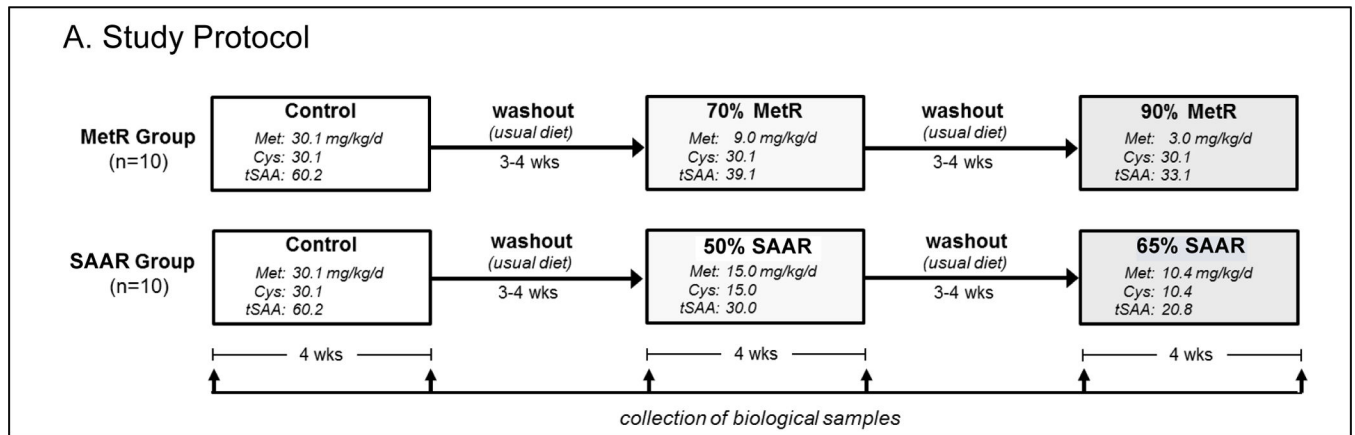 A. Study Protocol
MetR Group
(n=10)
Control
Met: 30.1 mg/kg/d
Cys: 30.1
tSAA: 60.2
washout
(usual diet)
3-4 wks
70% MetR
Met: 9.0 mg/kg/d
Cys: 30.1
tSAA: 39.1
washout
(usual diet)
3-4 wks
90% MetR
Met: 3.0 mg/kg/d
Cys: 30.1
tSAA: 33.1
SAAR Group
(n=10)
Control
Met: 30.1 mg/kg/d
Cys: 30.1
tSAA: 60.2
washout
(usual diet)
3-4 wks
50% SAAR
Met: 15.0 mg/kg/d
Cys: 15.0
tSAA: 30.0
washout
(usual diet)
3-4 wks
65% SAAR
Met: 10.4 mg/kg/d
Cys: 10.4
tSAA: 20.8
4 wks
4 wks
4 wks
collection of biological samples